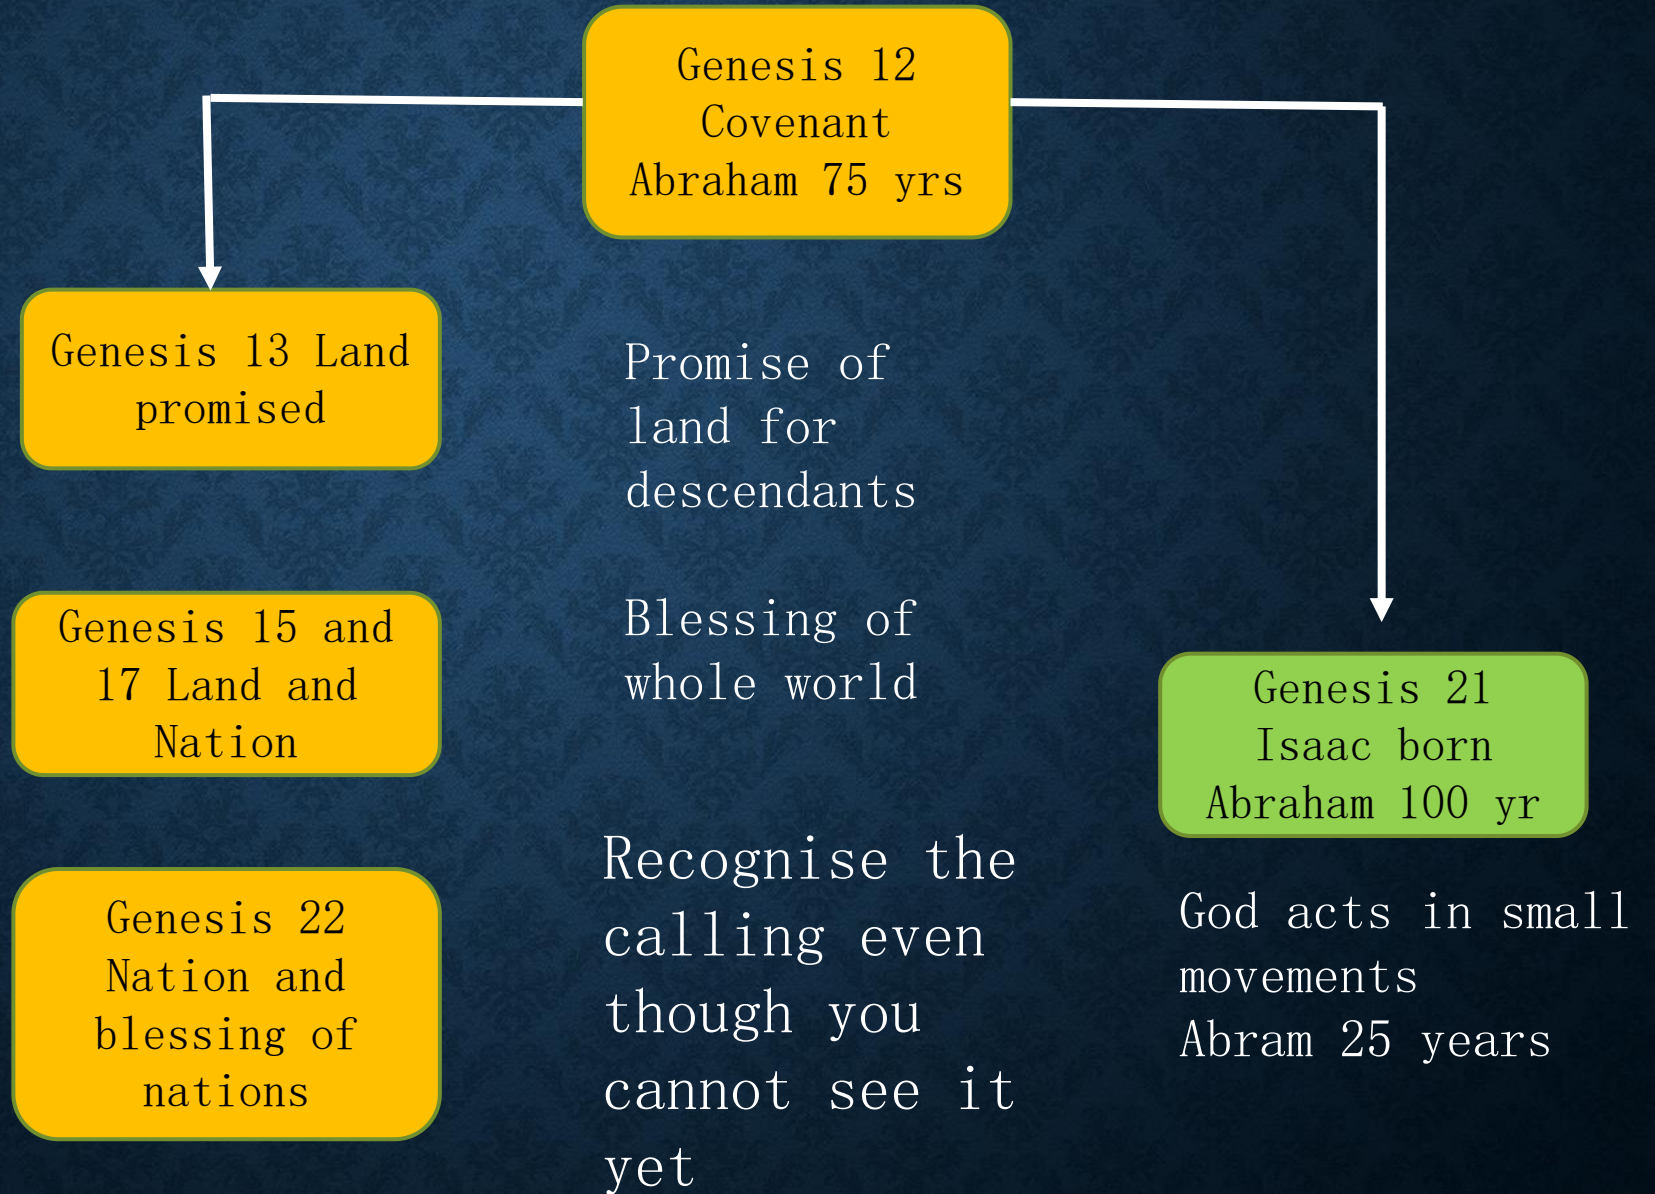 Genesis 12
Covenant
Abraham 75 yrs
Genesis 13 Land
promised
Genesis 15 and
17 Land and
Nation
Genesis 22
Nation and
blessing of
nations
Promise of
land for
descendants
Blessing of
whole world
Recognise the
calling even
though you
cannot see it
yet
Genesis 21
Isaac born
Abraham 100 yr
God acts in small
movements
Abram 25 years